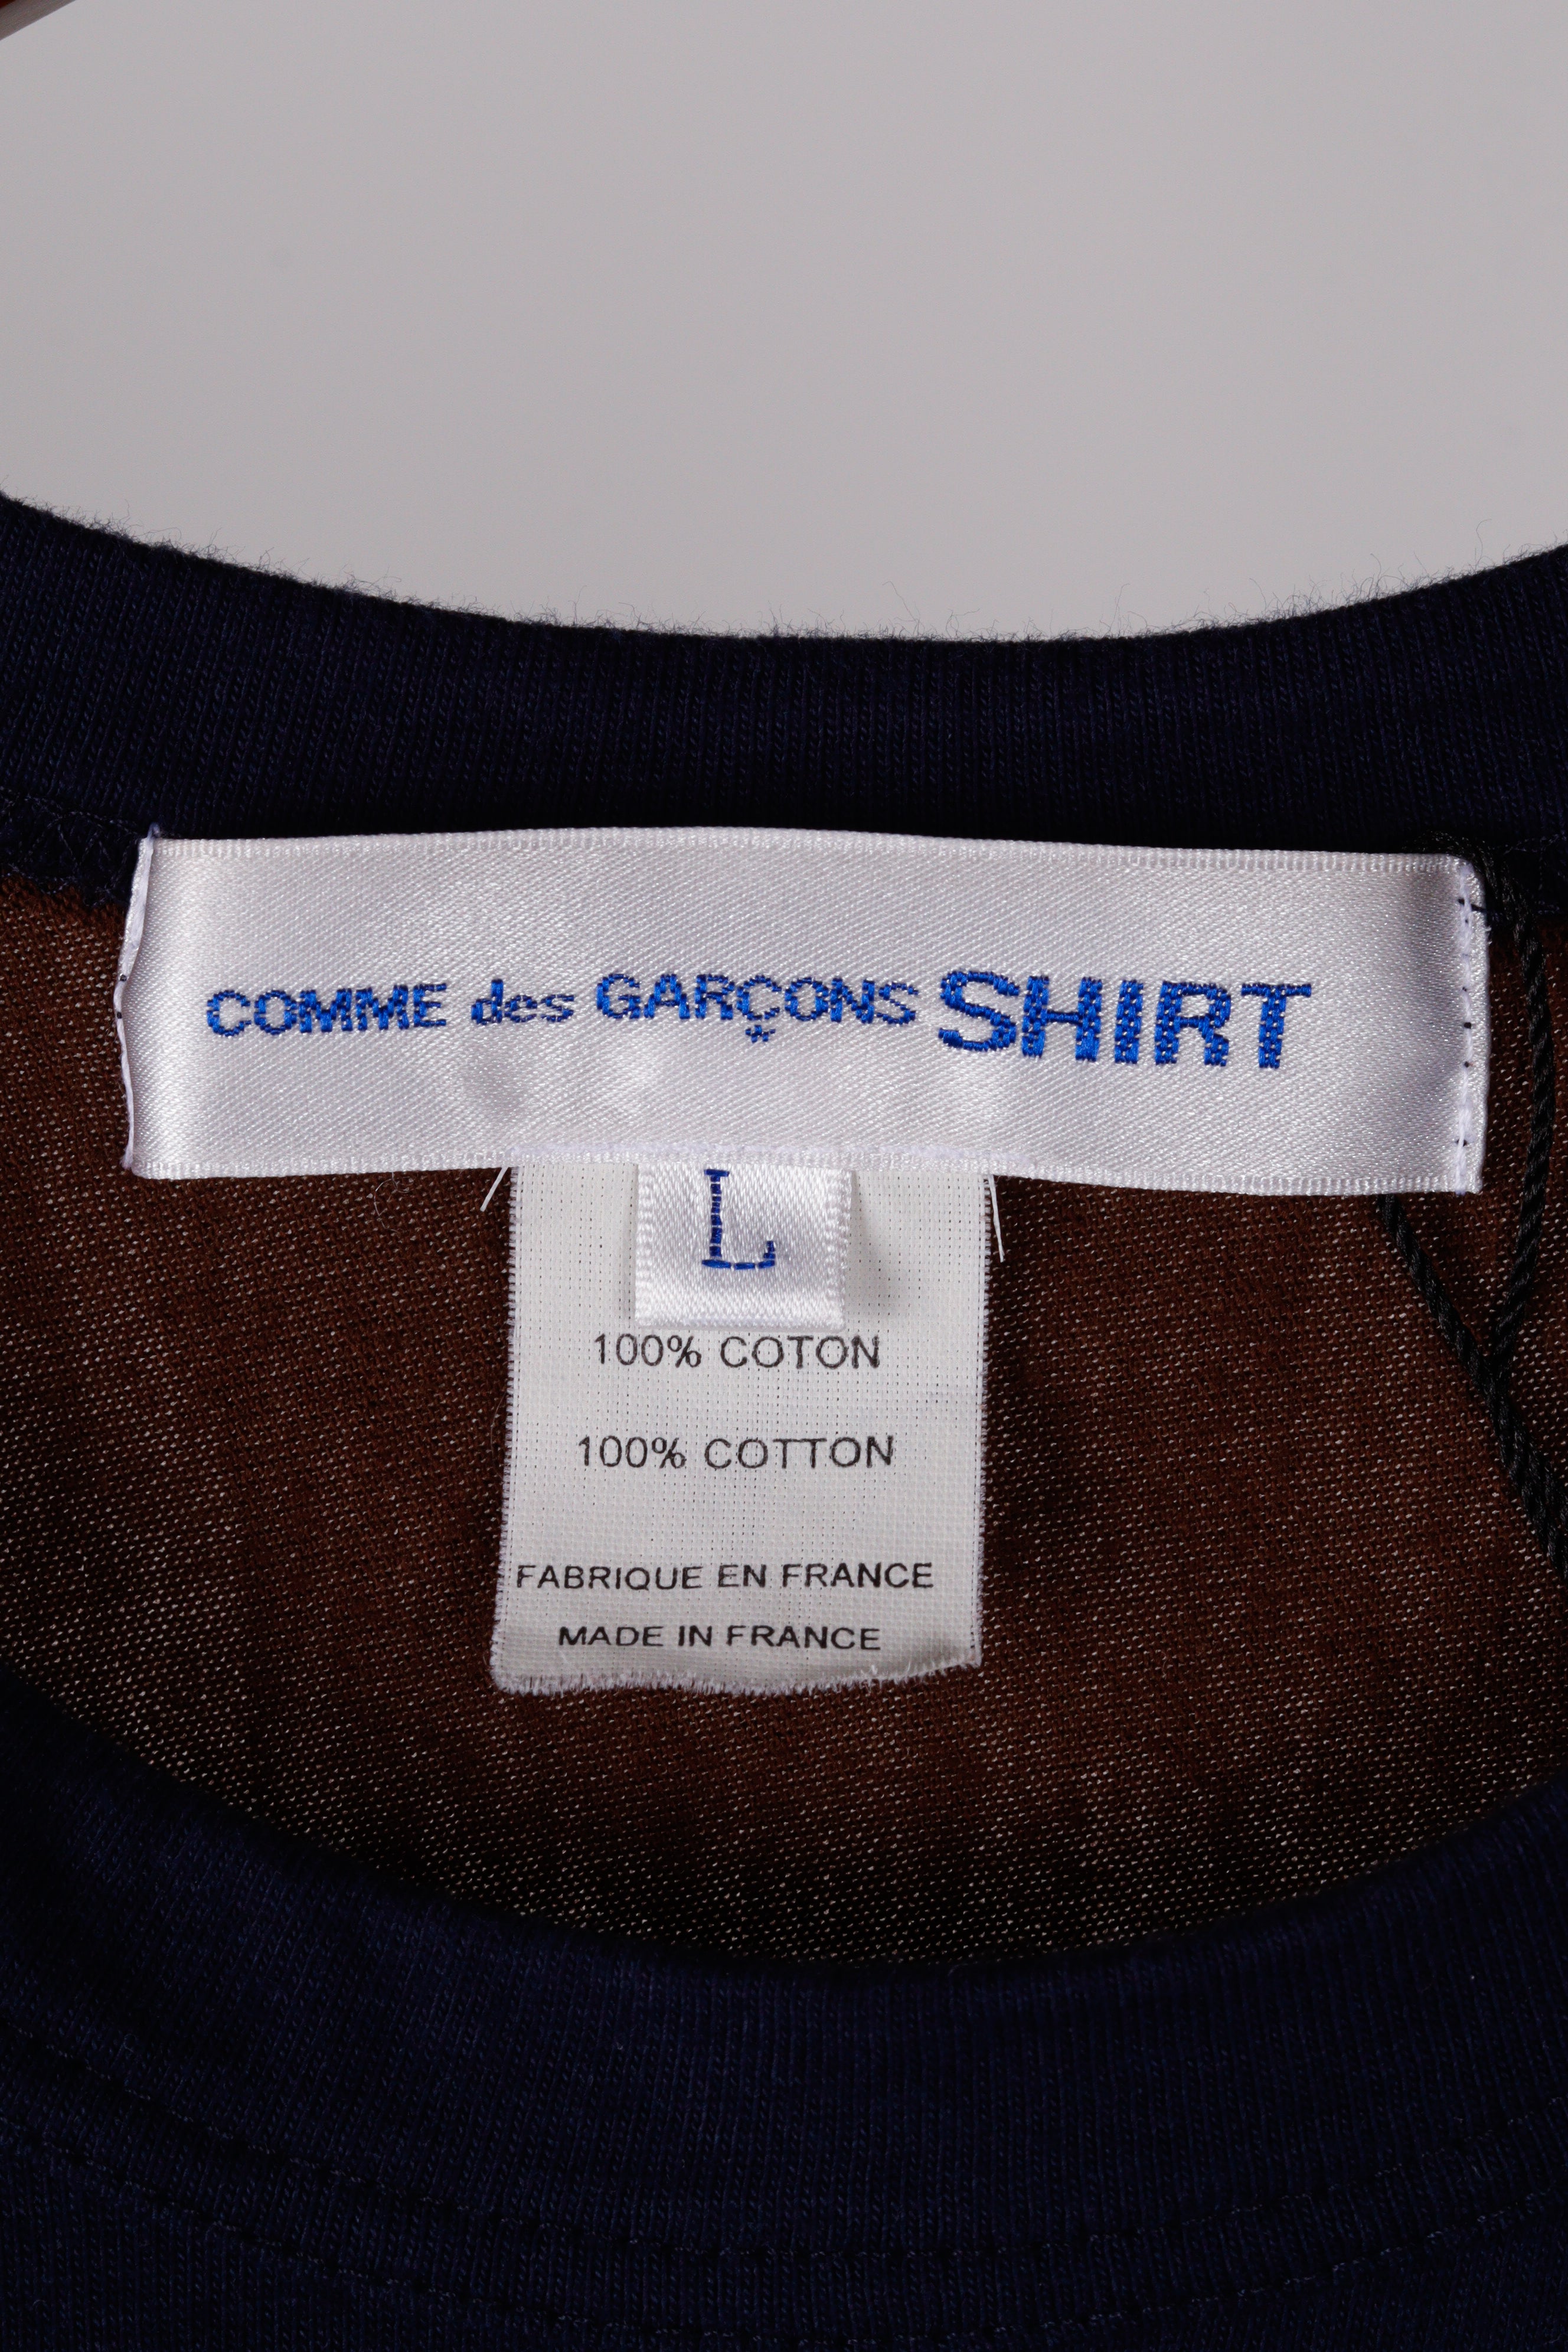 COMME des GARÇONS SHIRT
L
100% COTON
100% COTTON
FABRIQUE EN FRANCE
MADE IN FRANCE